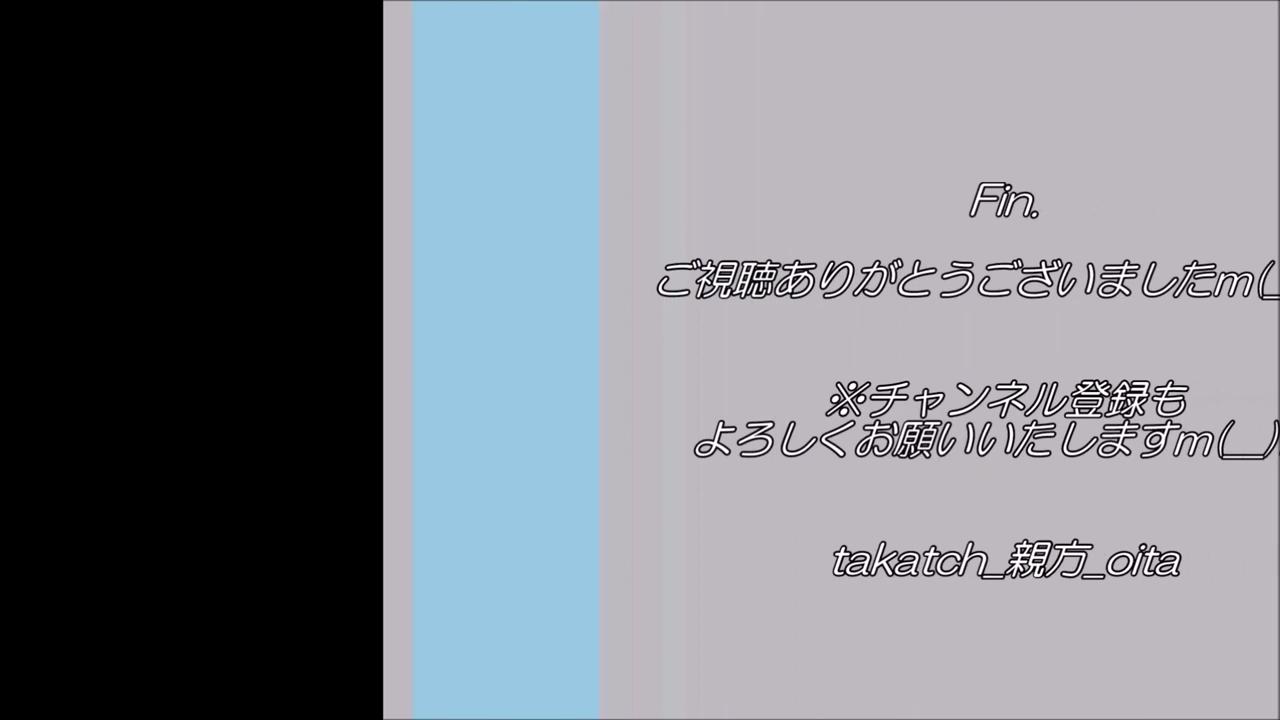 Fin.
ご視聴ありがとうございましたm(_
※チャンネル登録も
よろしくお願いいたしますm(__)
takatch_親方_oita